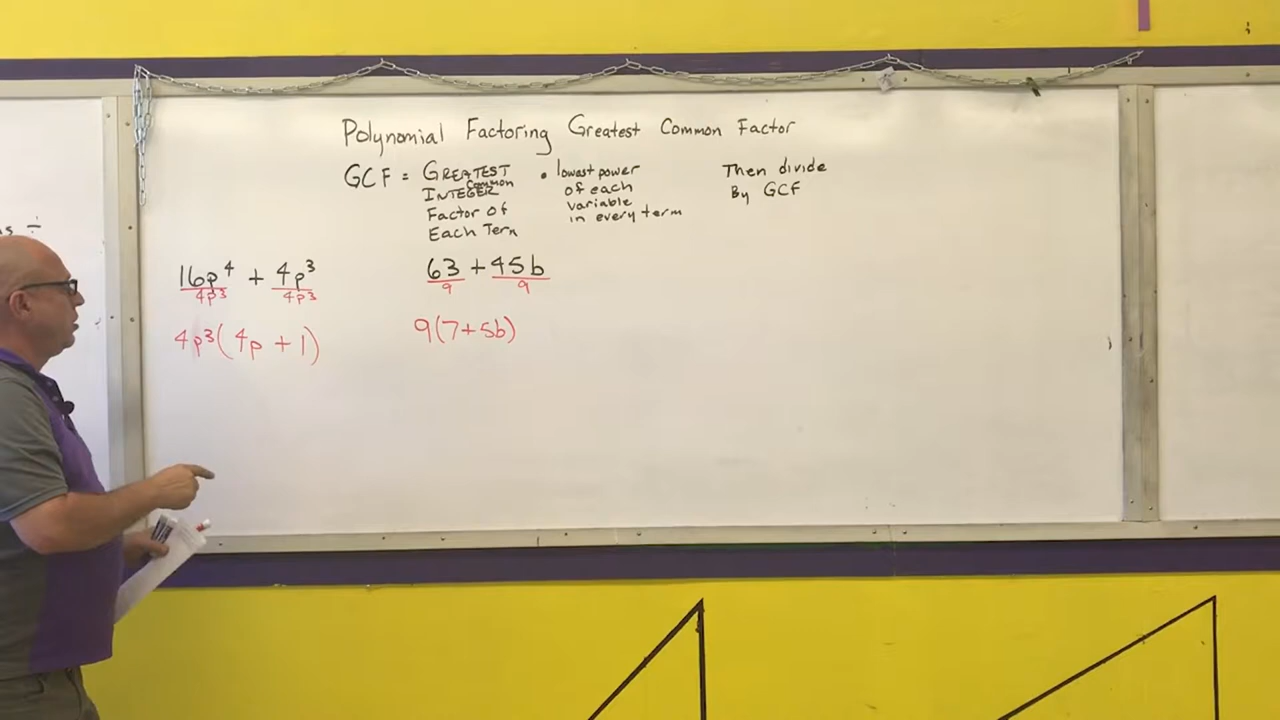 Polynomial Factoring Greatest Common Factor
GCF = GREATEST Common INTEGER Factor of Each Term • lowest power of each variable in every term
Then divide By GCF
s ÷
16p⁴ + 4p³
4p³ 4p³
4p³(4p + 1)
63 + 45b
9 9
9(7+5b)